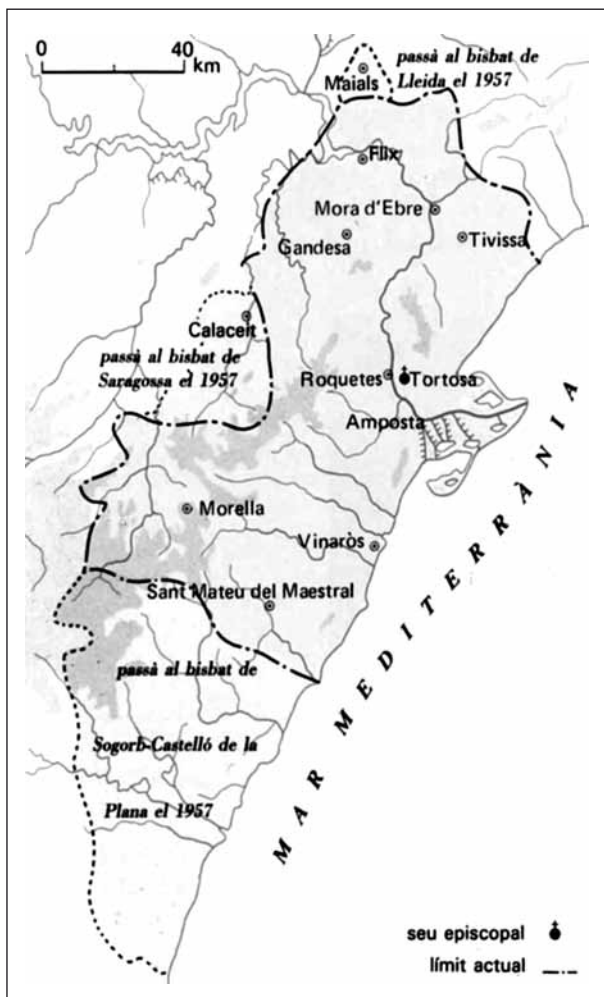 0 40
km
passà al bisbat de
Lleida el 1957
Maials
Flix
Mora d'Ebre
Gandesa
Tivissa
Calaceit
passà al bisbat de
Saragossa el 1957
Roquetes
Tortosa
Amposta
Morella
Vinaròs
Sant Mateu del Maestral
passà al bisbat de
Sogorb-Castelló de la
Plana el 1957
MAR MEDITERRÀNIA
seu episcopal
límit actual